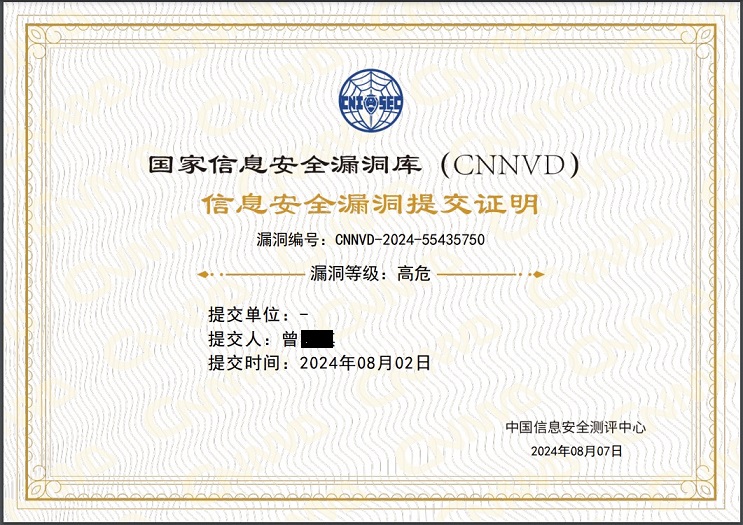 CNI SEC
国家信息安全漏洞库（CNNVD）
信息安全漏洞提交证明
漏洞编号：CNNVD-2024-55435750
漏洞等级：高危
提交单位：-
提交人：曾
提交时间：2024年08月02日
中国信息安全测评中心
2024年08月07日